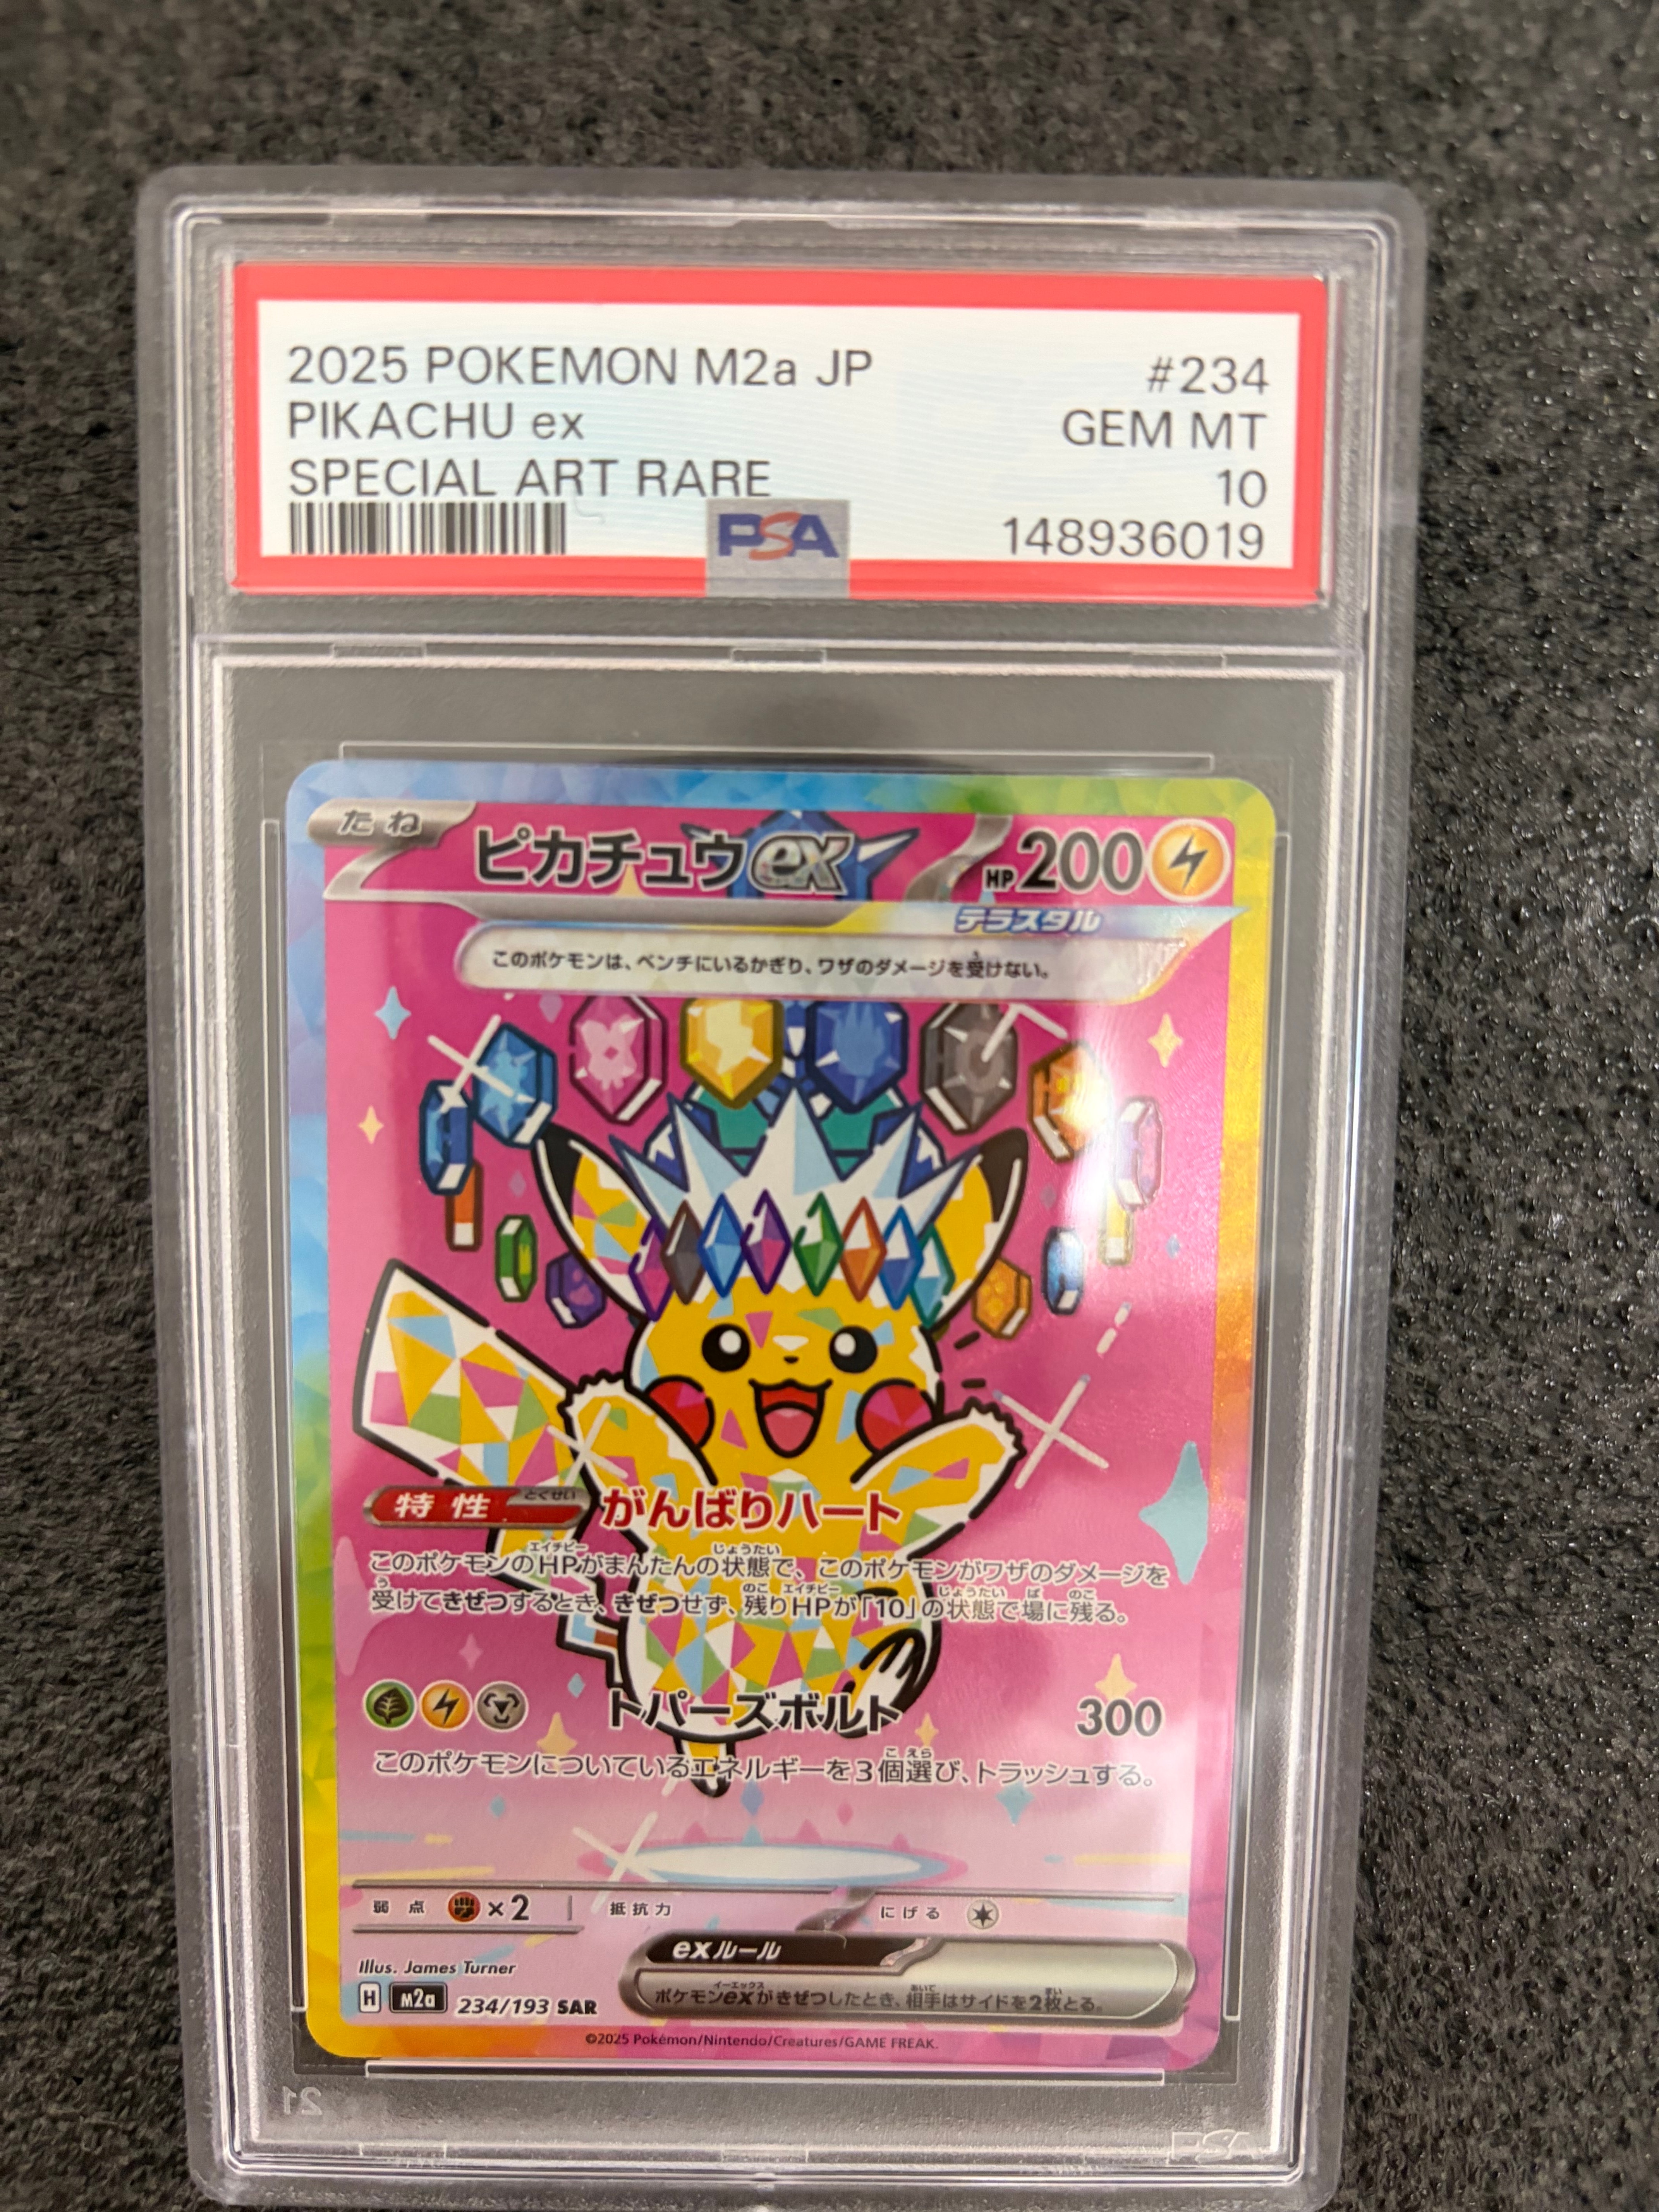 2025 POKEMON M2a JP #234
PIKACHU ex GEM MT
SPECIAL ART RARE 10
PSA 148936019
たね ピカチュウex HP200
テラスタル
このポケモンは、ベンチにいるかぎり、ワザのダメージを受けない。
特性 とくせい がんばりハート
このポケモンのHPがまんたんの状態で、このポケモンがワザのダメージを
受けてきぜつするとき、きぜつせず、残りHPが「10」の状態で場に残る。
トパーズボルト 300
このポケモンについているエネルギーを3個選び、トラッシュする。
弱点 ×2 抵抗力 にげる
Illus. James Turner
exルール
ポケモンexがきぜつしたとき、相手はサイドを2枚とる。
H m2a 234/193 SAR
©2025 Pokémon/Nintendo/Creatures/GAME FREAK.
21 PSA